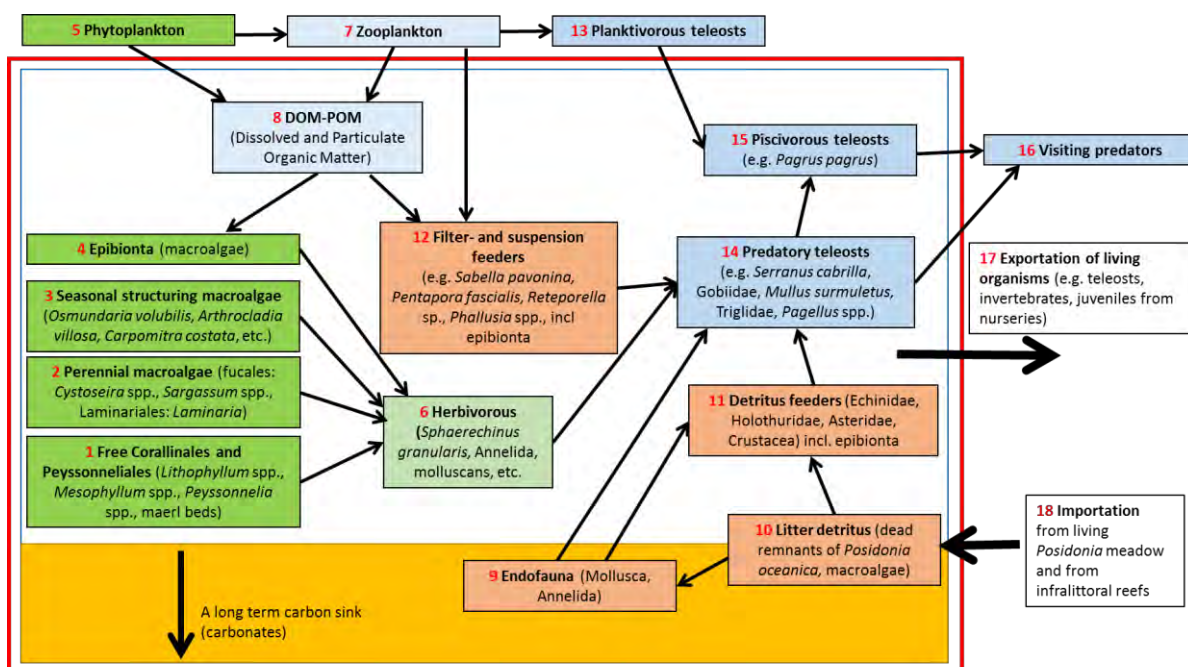 5 Phytoplankton
7 Zooplankton
13 Planktivorous teleosts
8 DOM-POM
(Dissolved and Particulate
Organic Matter)
15 Piscivorous teleosts
(e.g. Pagrus pagrus)
16 Visiting predators
4 Epibionta (macroalgae)
12 Filter- and suspension
feeders
(e.g. Sabella pavonina,
Pentapora fascialis, Reteporella
sp., Phallusia spp., incl
epibionta
14 Predatory teleosts
(e.g. Serranus cabrilla,
Gobiidae, Mullus surmuletus,
Triglidae, Pagellus spp.)
17 Exportation of living
organisms (e.g. teleosts,
invertebrates, juveniles from
nurseries)
3 Seasonal structuring macroalgae
(Osmundaria volubilis, Arthrocladia
villosa, Carpomitra costata, etc.)
2 Perennial macroalgae (fucales:
Cystoseira spp., Sargassum spp.,
Laminariales: Laminaria)
6 Herbivorous
(Sphaerechinus
granularis, Annelida,
molluscans, etc.
11 Detritus feeders (Echinidae,
Holothuridae, Asteridae,
Crustacea) incl. epibionta
1 Free Corallinales and
Peyssonneliales (Lithophyllum spp.,
Mesophyllum spp., Peyssonnelia
spp., maerl beds)
18 Importation
from living
Posidonia meadow
and from
infralittoral reefs
10 Litter detritus (dead
remnants of Posidonia
oceanica, macroalgae)
9 Endofauna (Mollusca,
Annelida)
A long term carbon sink
(carbonates)